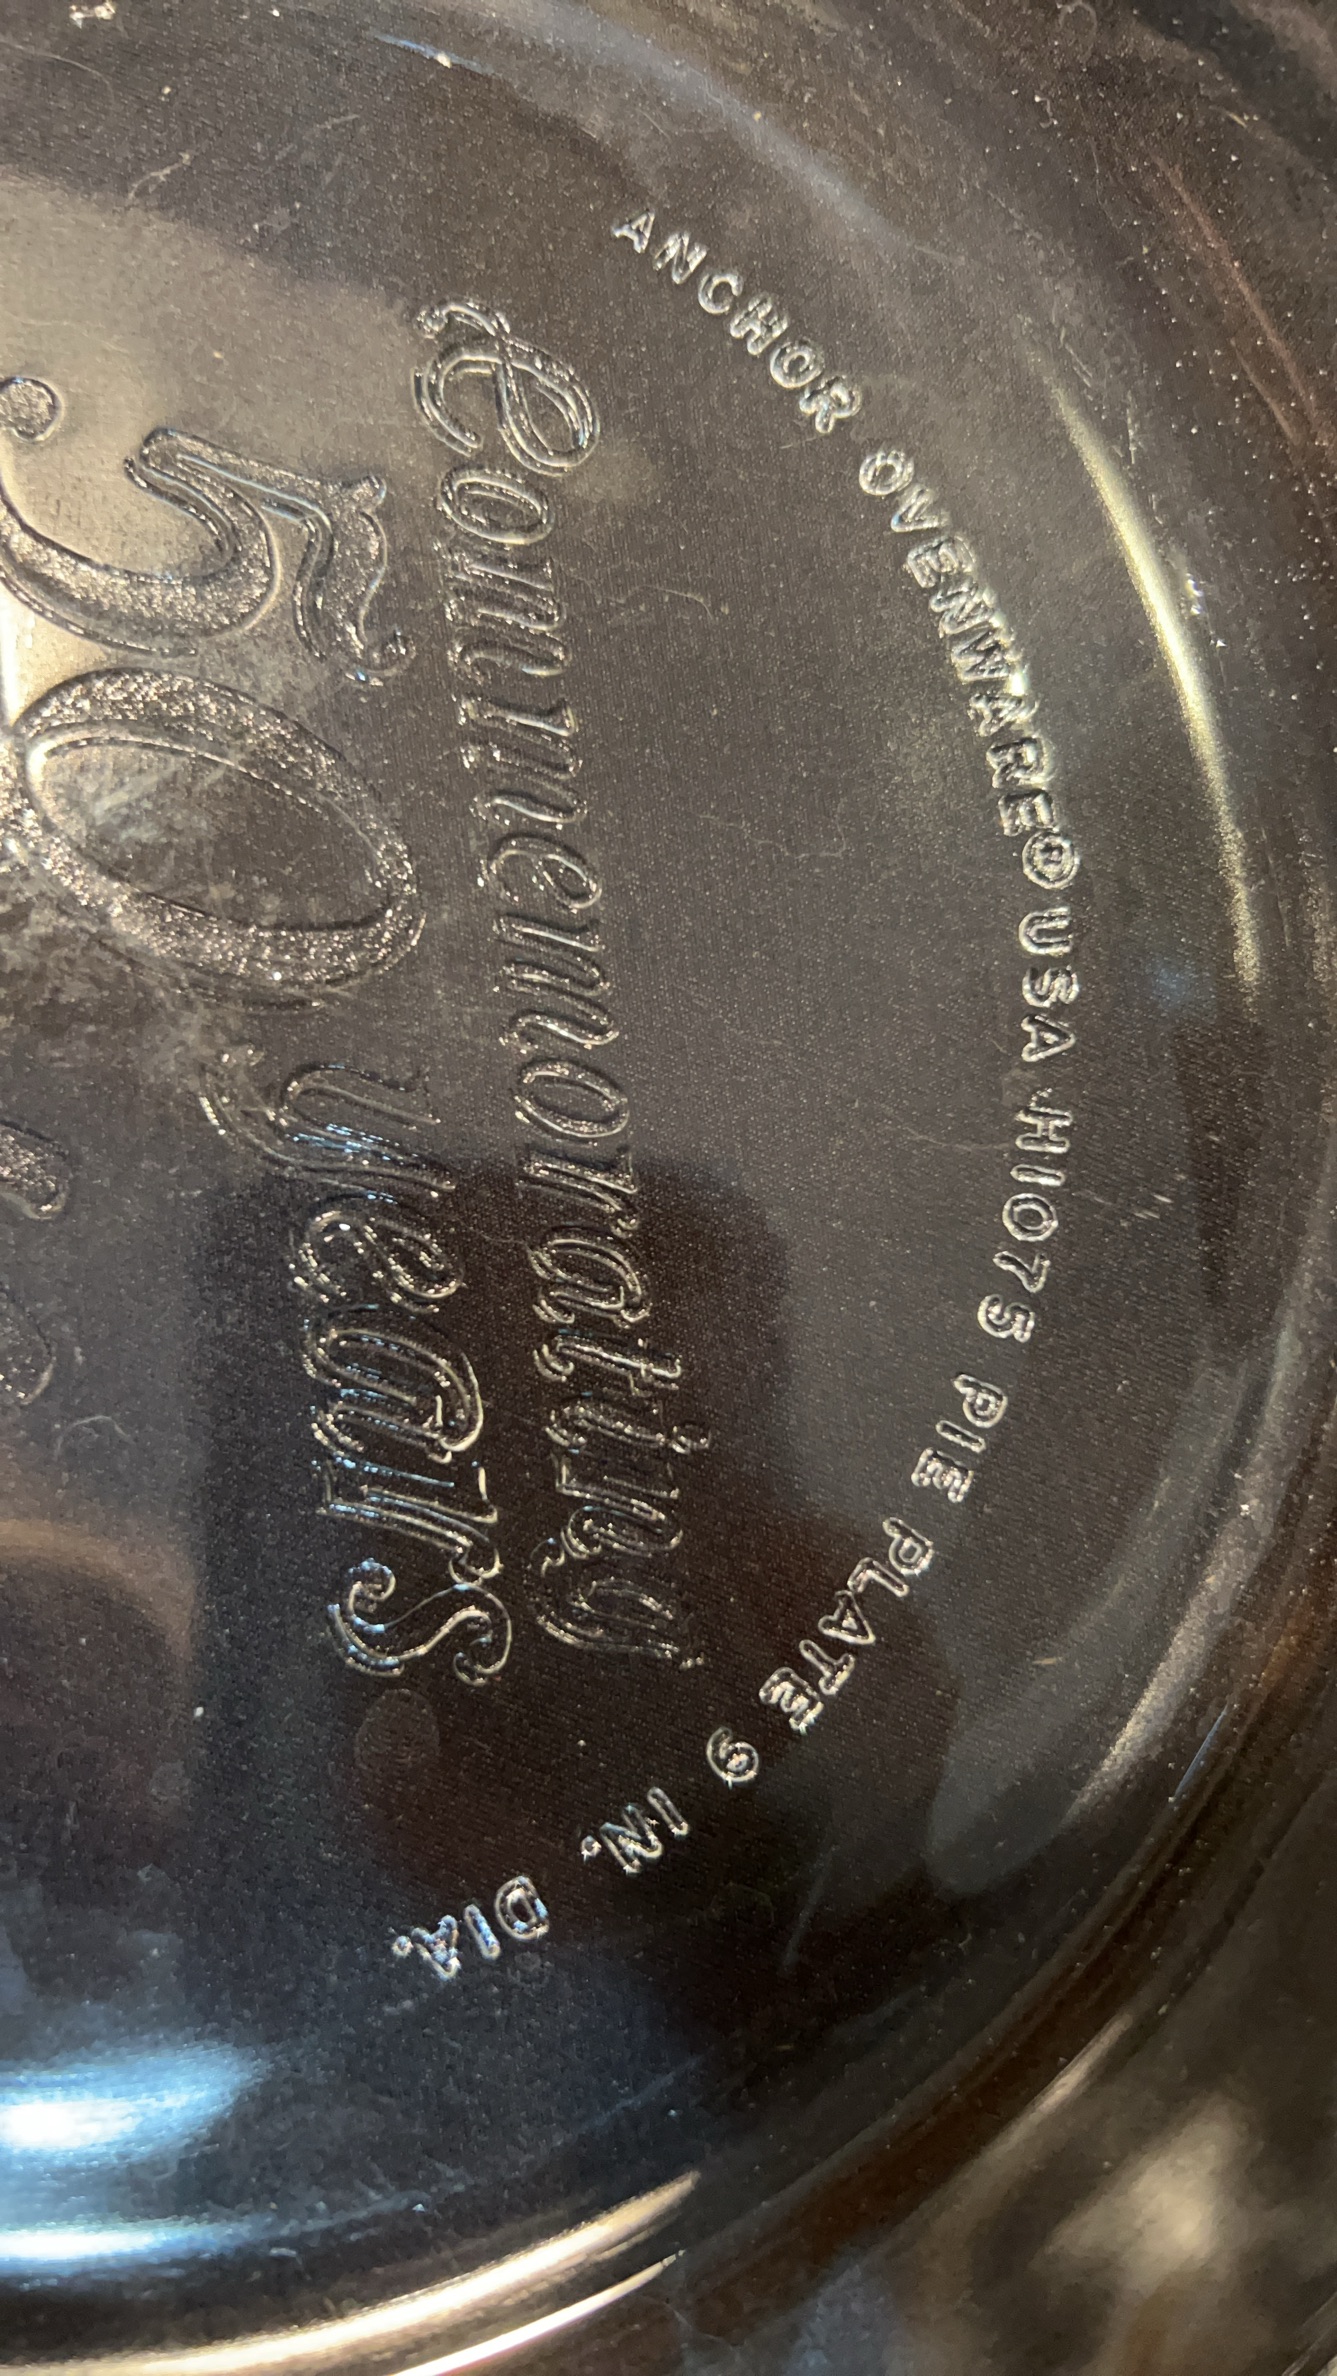 ANCHOR OVENWARE® USA H1075 PIE PLATE 9 IN. DIA.
Commemorating
50 years